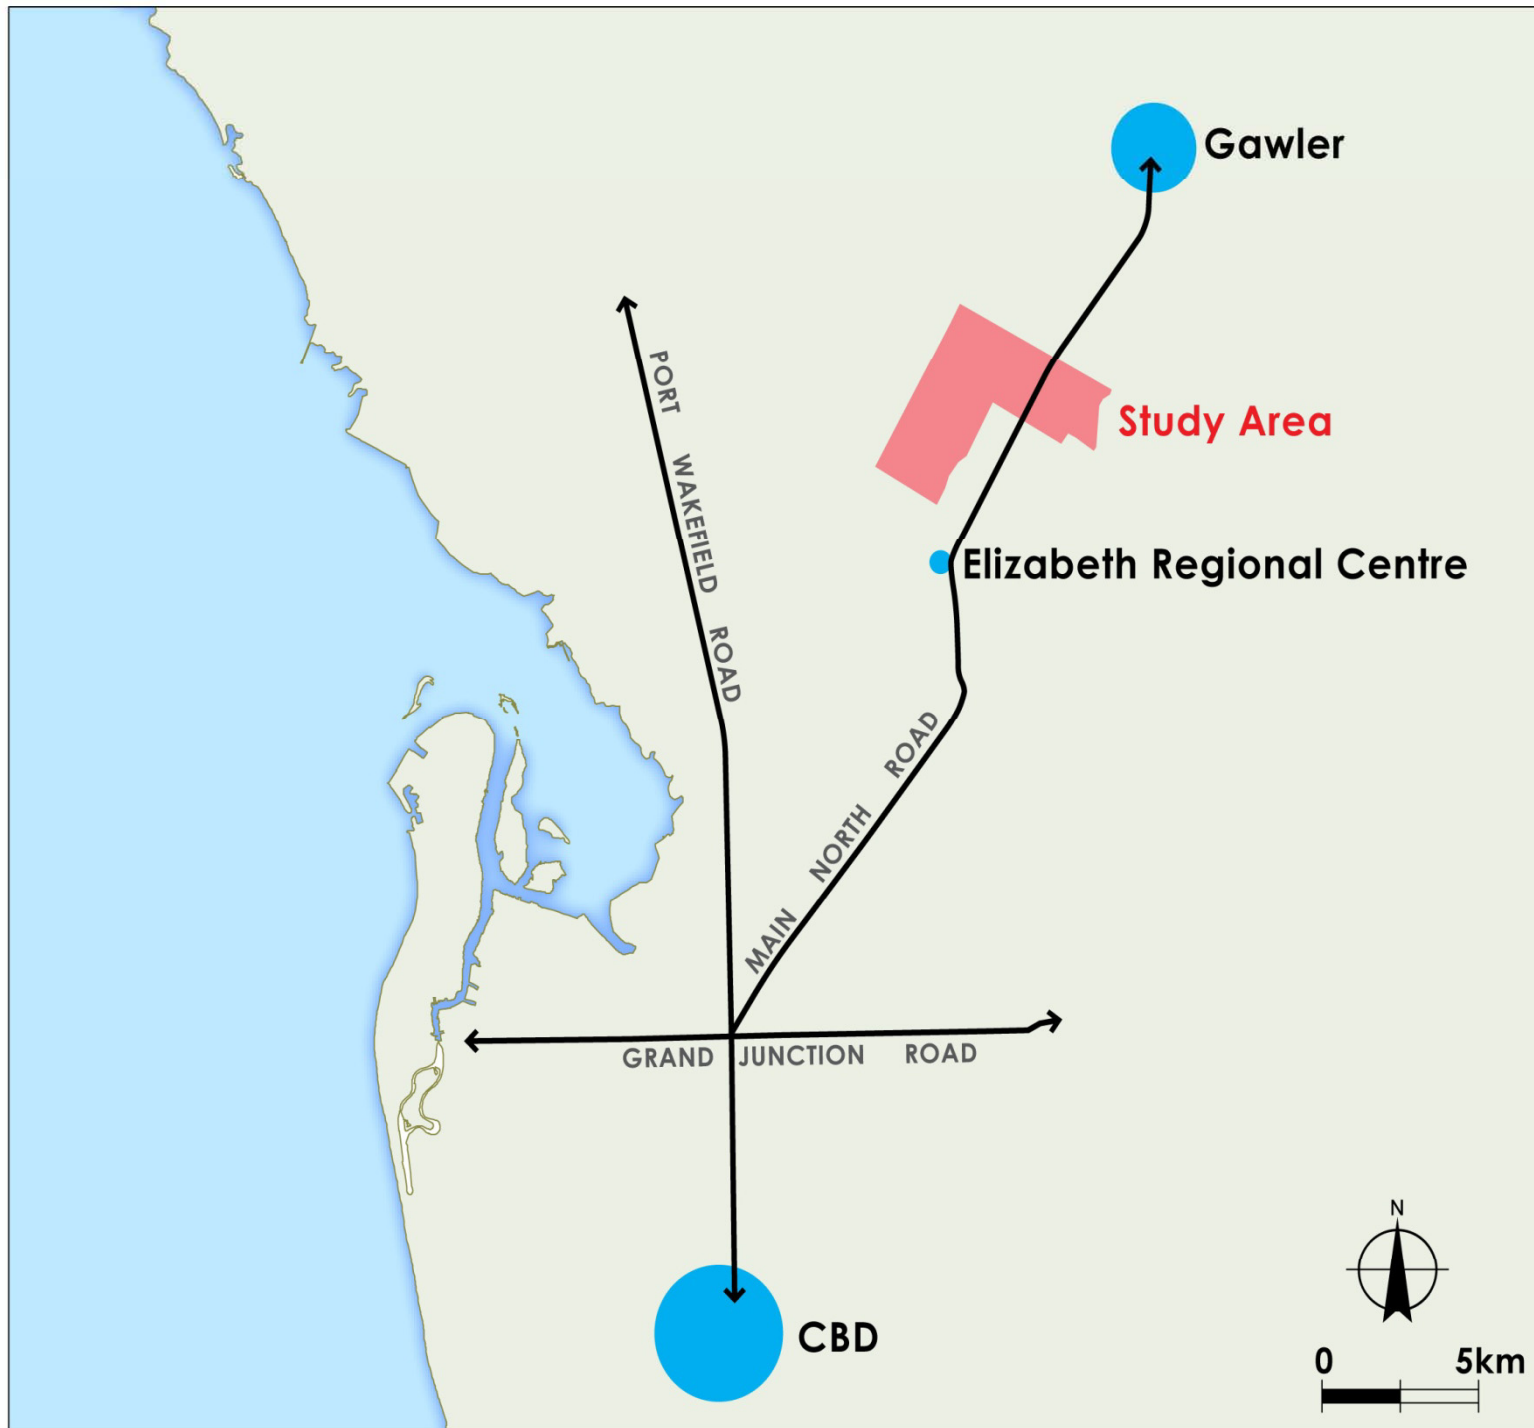 Gawler
PORT WAKEFIELD ROAD
Study Area
Elizabeth Regional Centre
MAIN NORTH ROAD
GRAND JUNCTION ROAD
N
CBD
0 5km